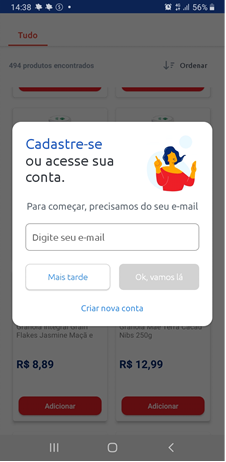 14:38
56%
Tudo
494 produtos encontrados
Ordenar
Cadastre-se
ou acesse sua
conta.
Para começar, precisamos do seu e-mail
Digite seu e-mail
Mais tarde
Ok, vamos lá
Criar nova conta
Granola Integral Grain
Flakes Jasmine Maçã e
Granola Mãe Terra Cacau
Nibs 250g
R$ 8,89
R$ 12,99
Adicionar
Adicionar